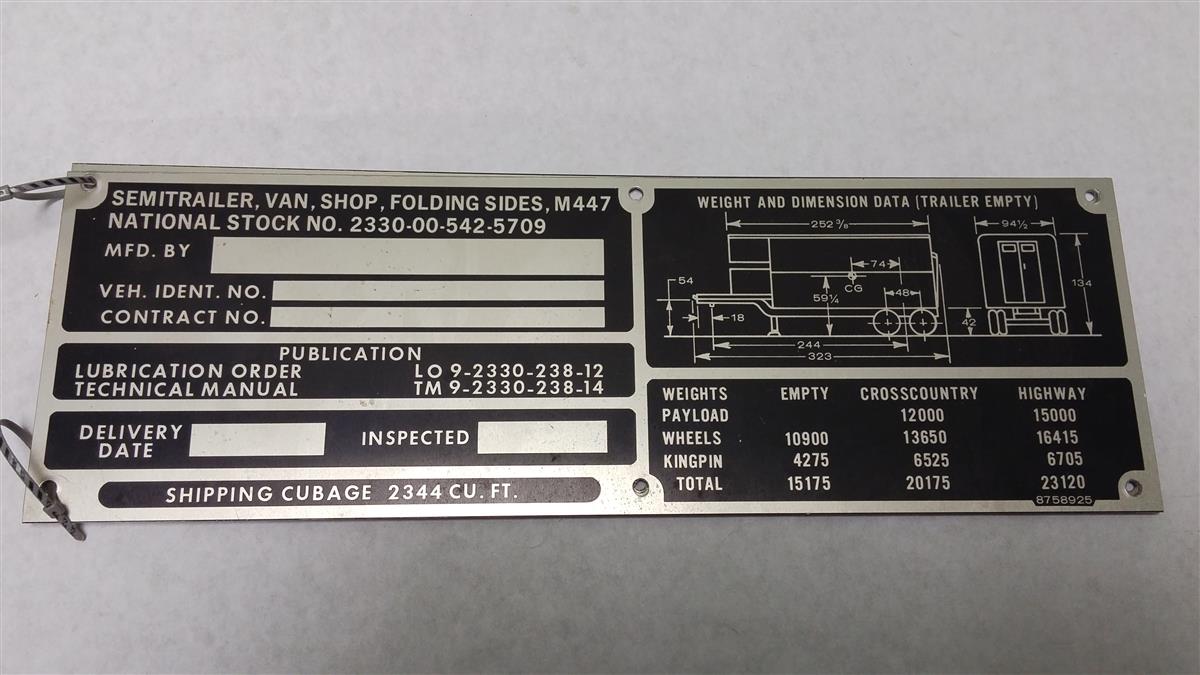 SEMITRAILER, VAN, SHOP, FOLDING SIDES, M447
NATIONAL STOCK NO. 2330-00-542-5709
MFD. BY
VEH. IDENT. NO.
CONTRACT NO.
PUBLICATION
LUBRICATION ORDER LO 9-2330-238-12
TECHNICAL MANUAL TM 9-2330-238-14
DELIVERY DATE INSPECTED
SHIPPING CUBAGE 2344 CU. FT.
WEIGHT AND DIMENSION DATA (TRAILER EMPTY)
252 3/8 94 1/2
74
54 CG 134
59 1/4 48
18 42
244
323
WEIGHTS EMPTY CROSSCOUNTRY HIGHWAY
PAYLOAD 12000 15000
WHEELS 10900 13650 16415
KINGPIN 4275 6525 6705
TOTAL 15175 20175 23120
8758925